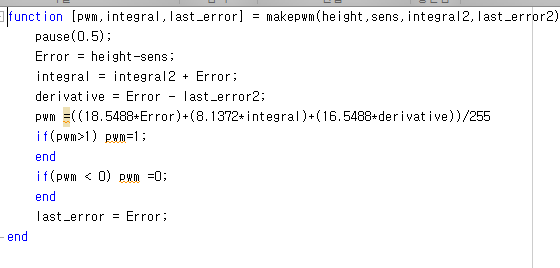 function [pwm,integral,last_error] = makepwm(height,sens,integral2,last_error2)
pause(0.5);
Error = height-sens;
integral = integral2 + Error;
derivative = Error - last_error2;
pwm =((18.5488*Error)+(8.1372*integral)+(16.5488*derivative))/255
if(pwm>1) pwm=1;
end
if(pwm < 0) pwm =0;
end
last_error = Error;
end